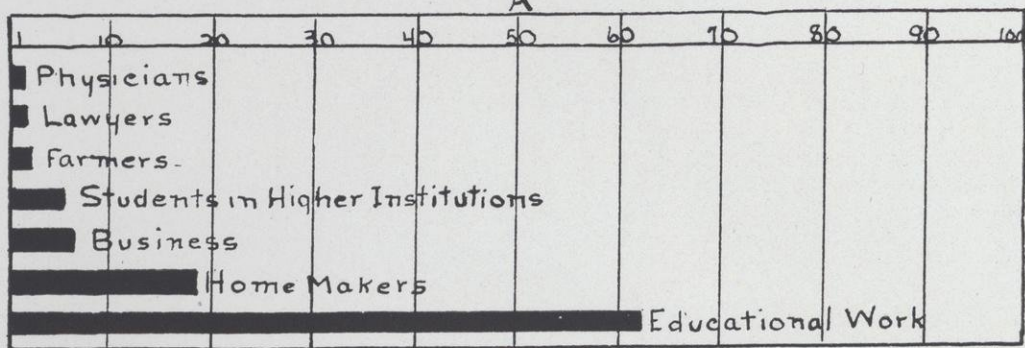 A
1 10 20 30 40 50 60 70 80 90 100
Physicians
Lawyers
Farmers.
Students in Higher Institutions
Business
Home Makers
Educational Work